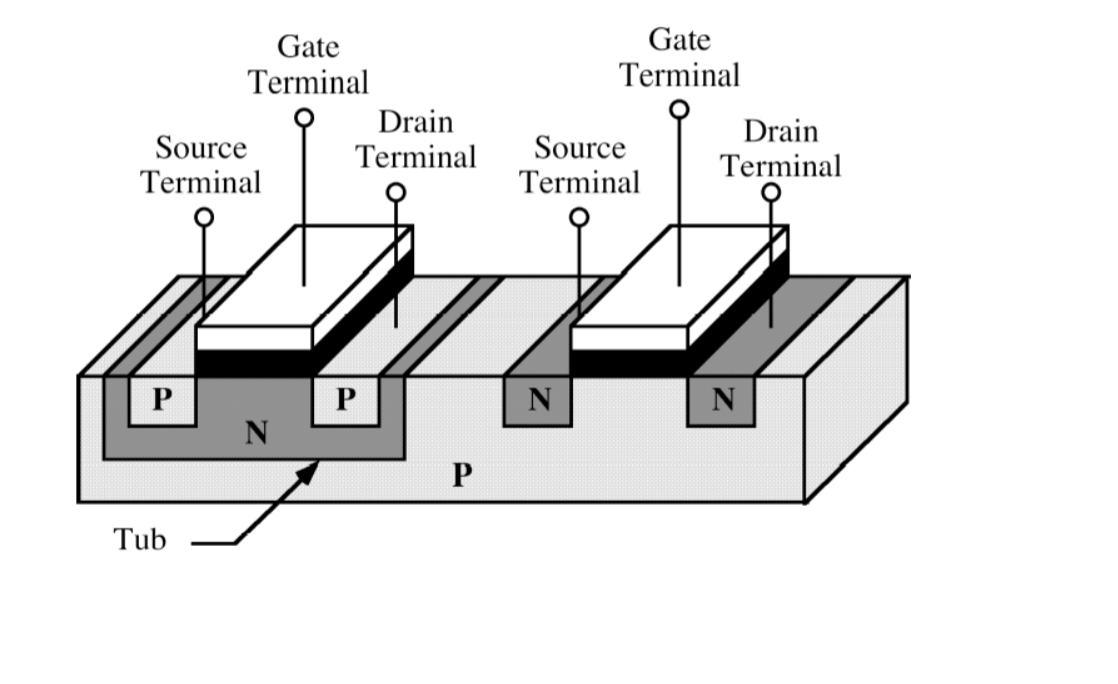 Gate
Terminal
Drain
Terminal
Source
Terminal
Gate
Terminal
Drain
Terminal
Source
Terminal
P
P
N
N
N
P
Tub